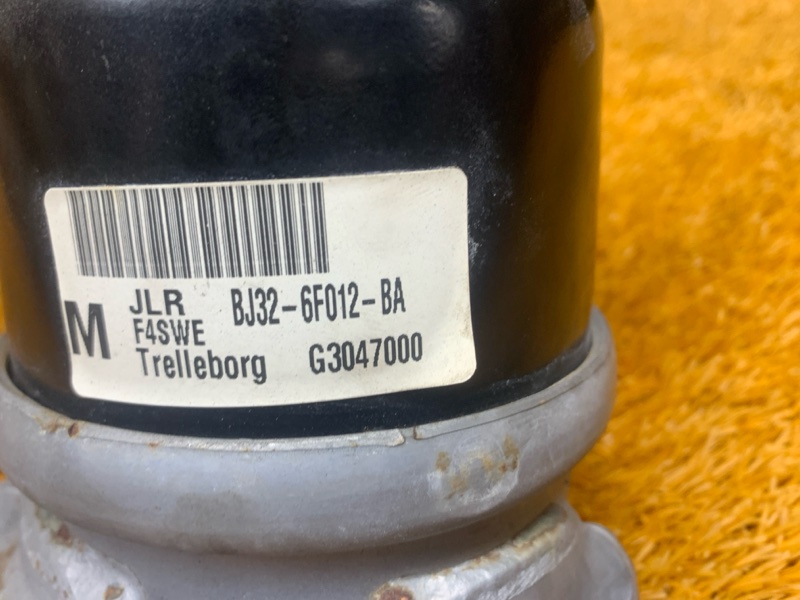 JLR BJ32-6F012-BA
M F4SWE
Trelleborg G3047000